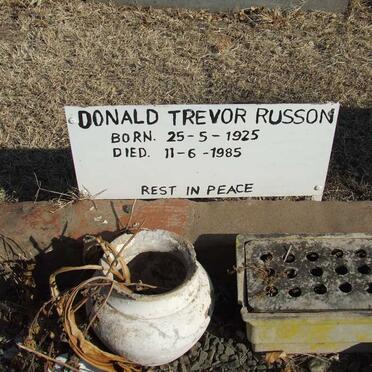 DONALD TREVOR RUSSON
BORN. 25-5-1925
DIED. 11-6-1985
REST IN PEACE